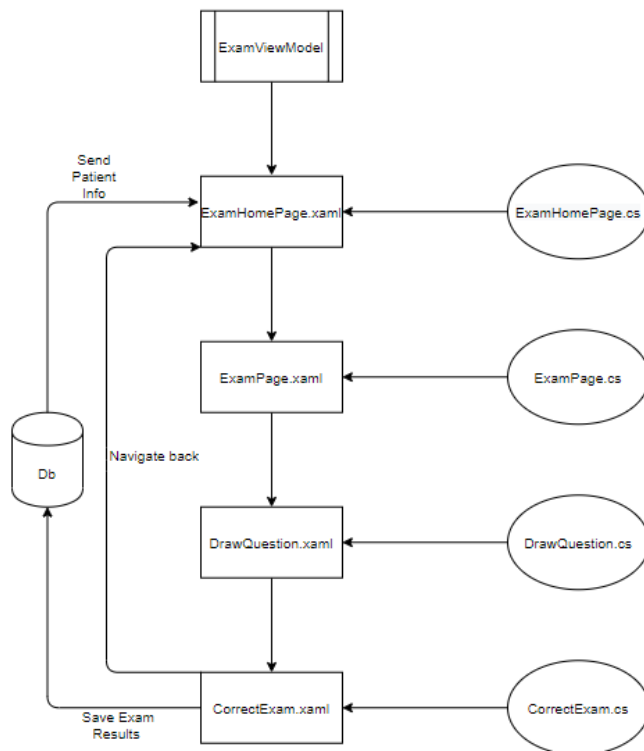 ExamViewModel
Send
Patient
Info
ExamHomePage.xaml
ExamHomePage.cs
ExamPage.xaml
ExamPage.cs
Navigate back
Db
DrawQuestion.xaml
DrawQuestion.cs
CorrectExam.xaml
CorrectExam.cs
Save Exam
Results